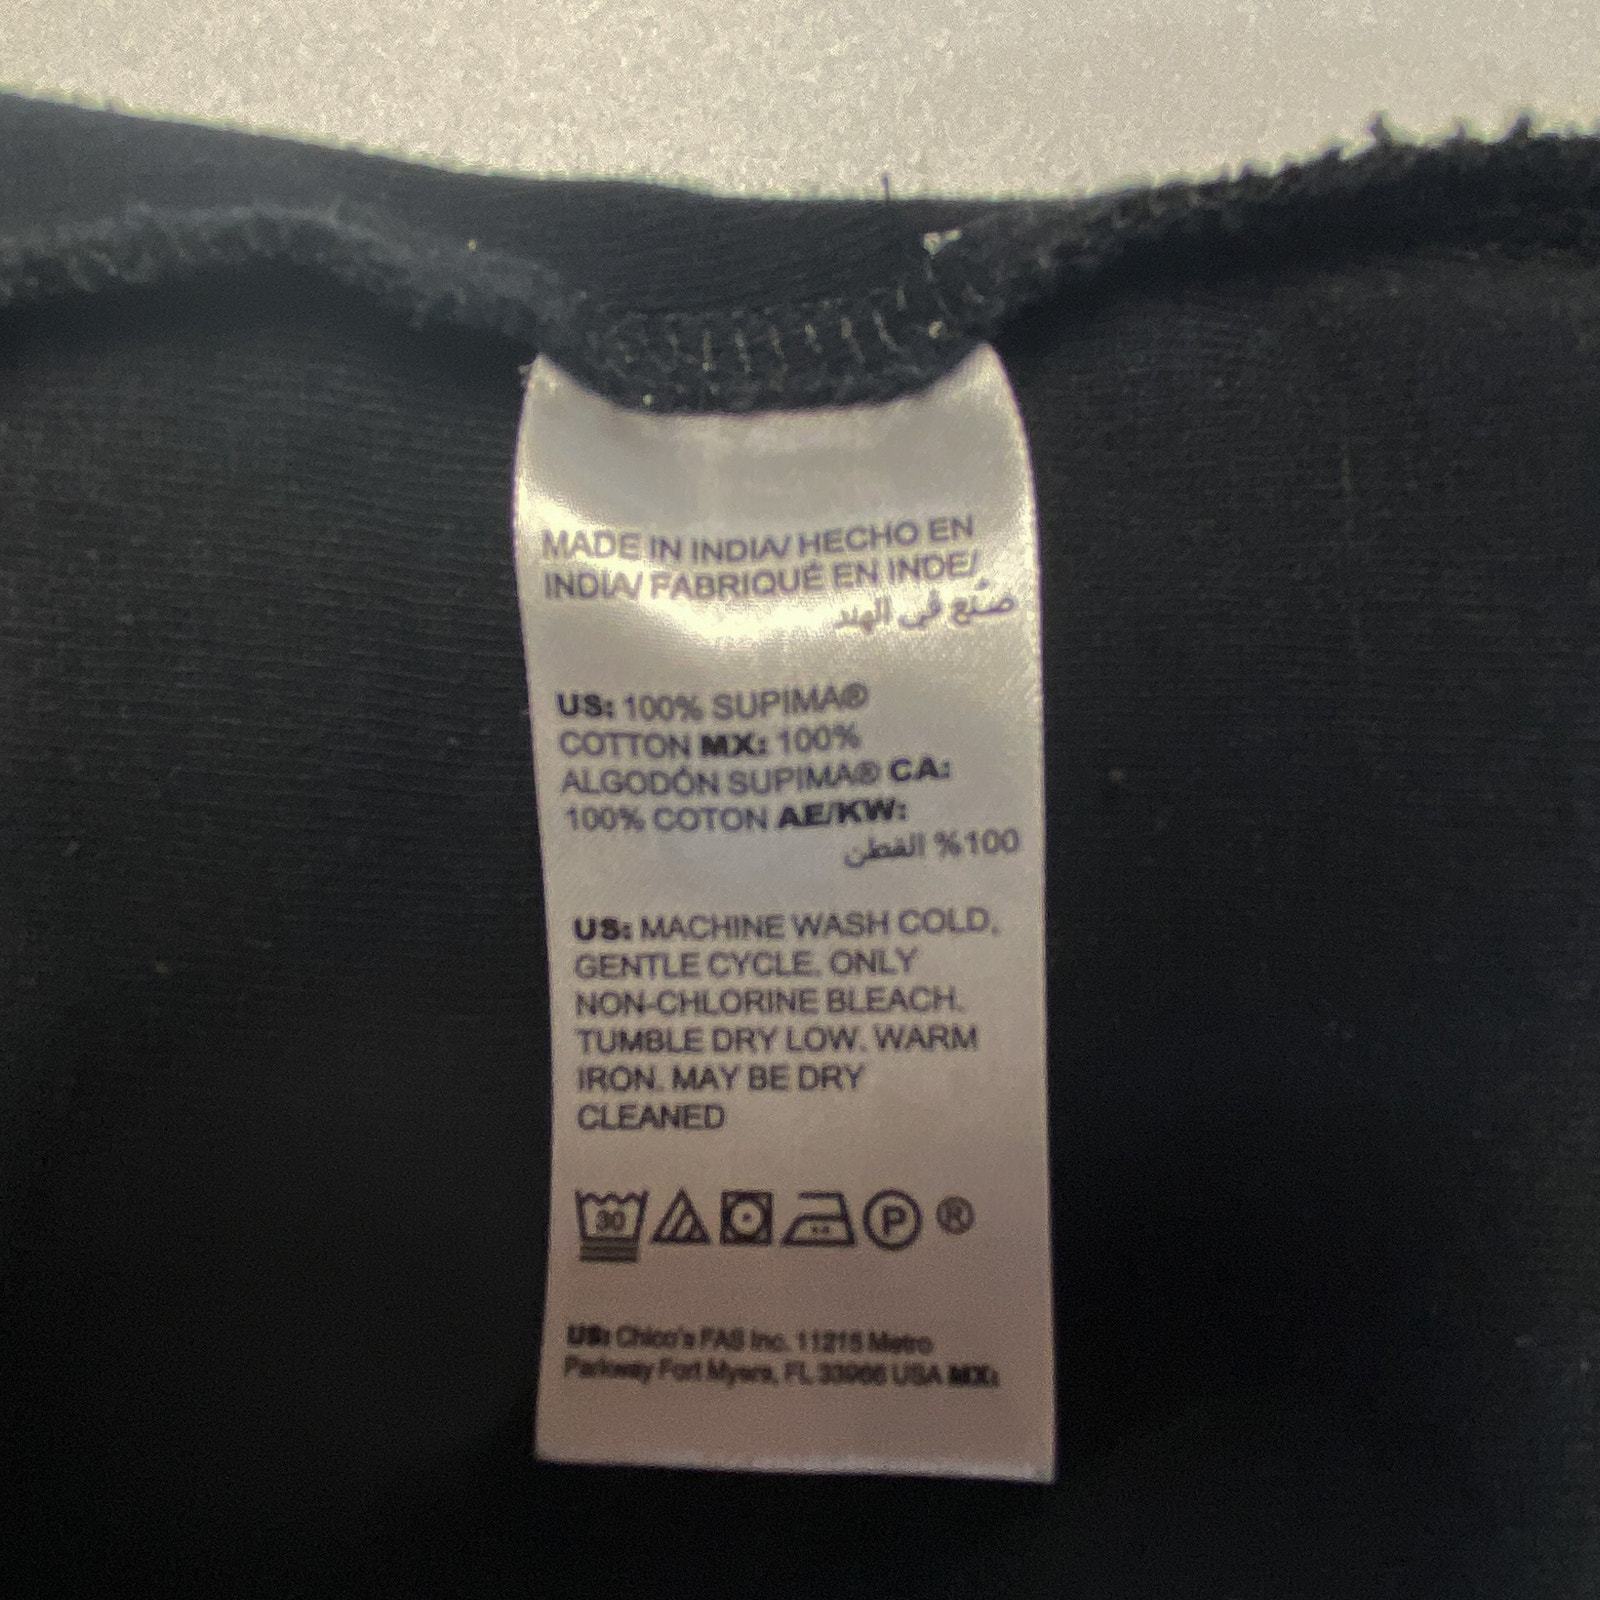 MADE IN INDIA/ HECHO EN
INDIA/ FABRIQUÉ EN INDE/
صنع في الهند
US: 100% SUPIMA®
COTTON MX: 100%
ALGODÓN SUPIMA® CA:
100% COTON AE/KW:
100% القطن
US: MACHINE WASH COLD,
GENTLE CYCLE. ONLY
NON-CHLORINE BLEACH.
TUMBLE DRY LOW. WARM
IRON. MAY BE DRY
CLEANED
30 P ®
US: Chico's FAS Inc. 11215 Metro
Parkway Fort Myers, FL 33966 USA MX: